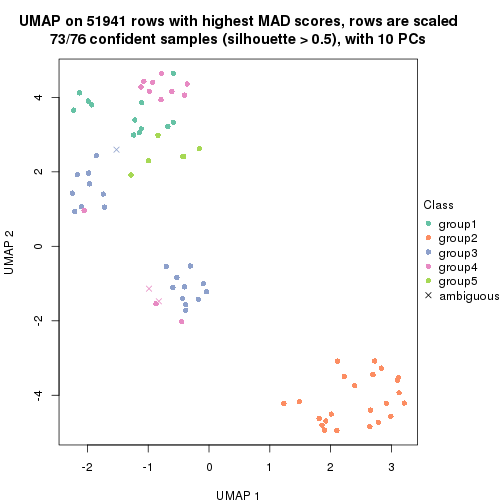 UMAP on 51941 rows with highest MAD scores, rows are scaled
73/76 confident samples (silhouette > 0.5), with 10 PCs
4
2
0
-2
-4
UMAP 2
-2
-1
0
1
2
3
UMAP 1
Class
group1
group2
group3
group4
group5
ambiguous